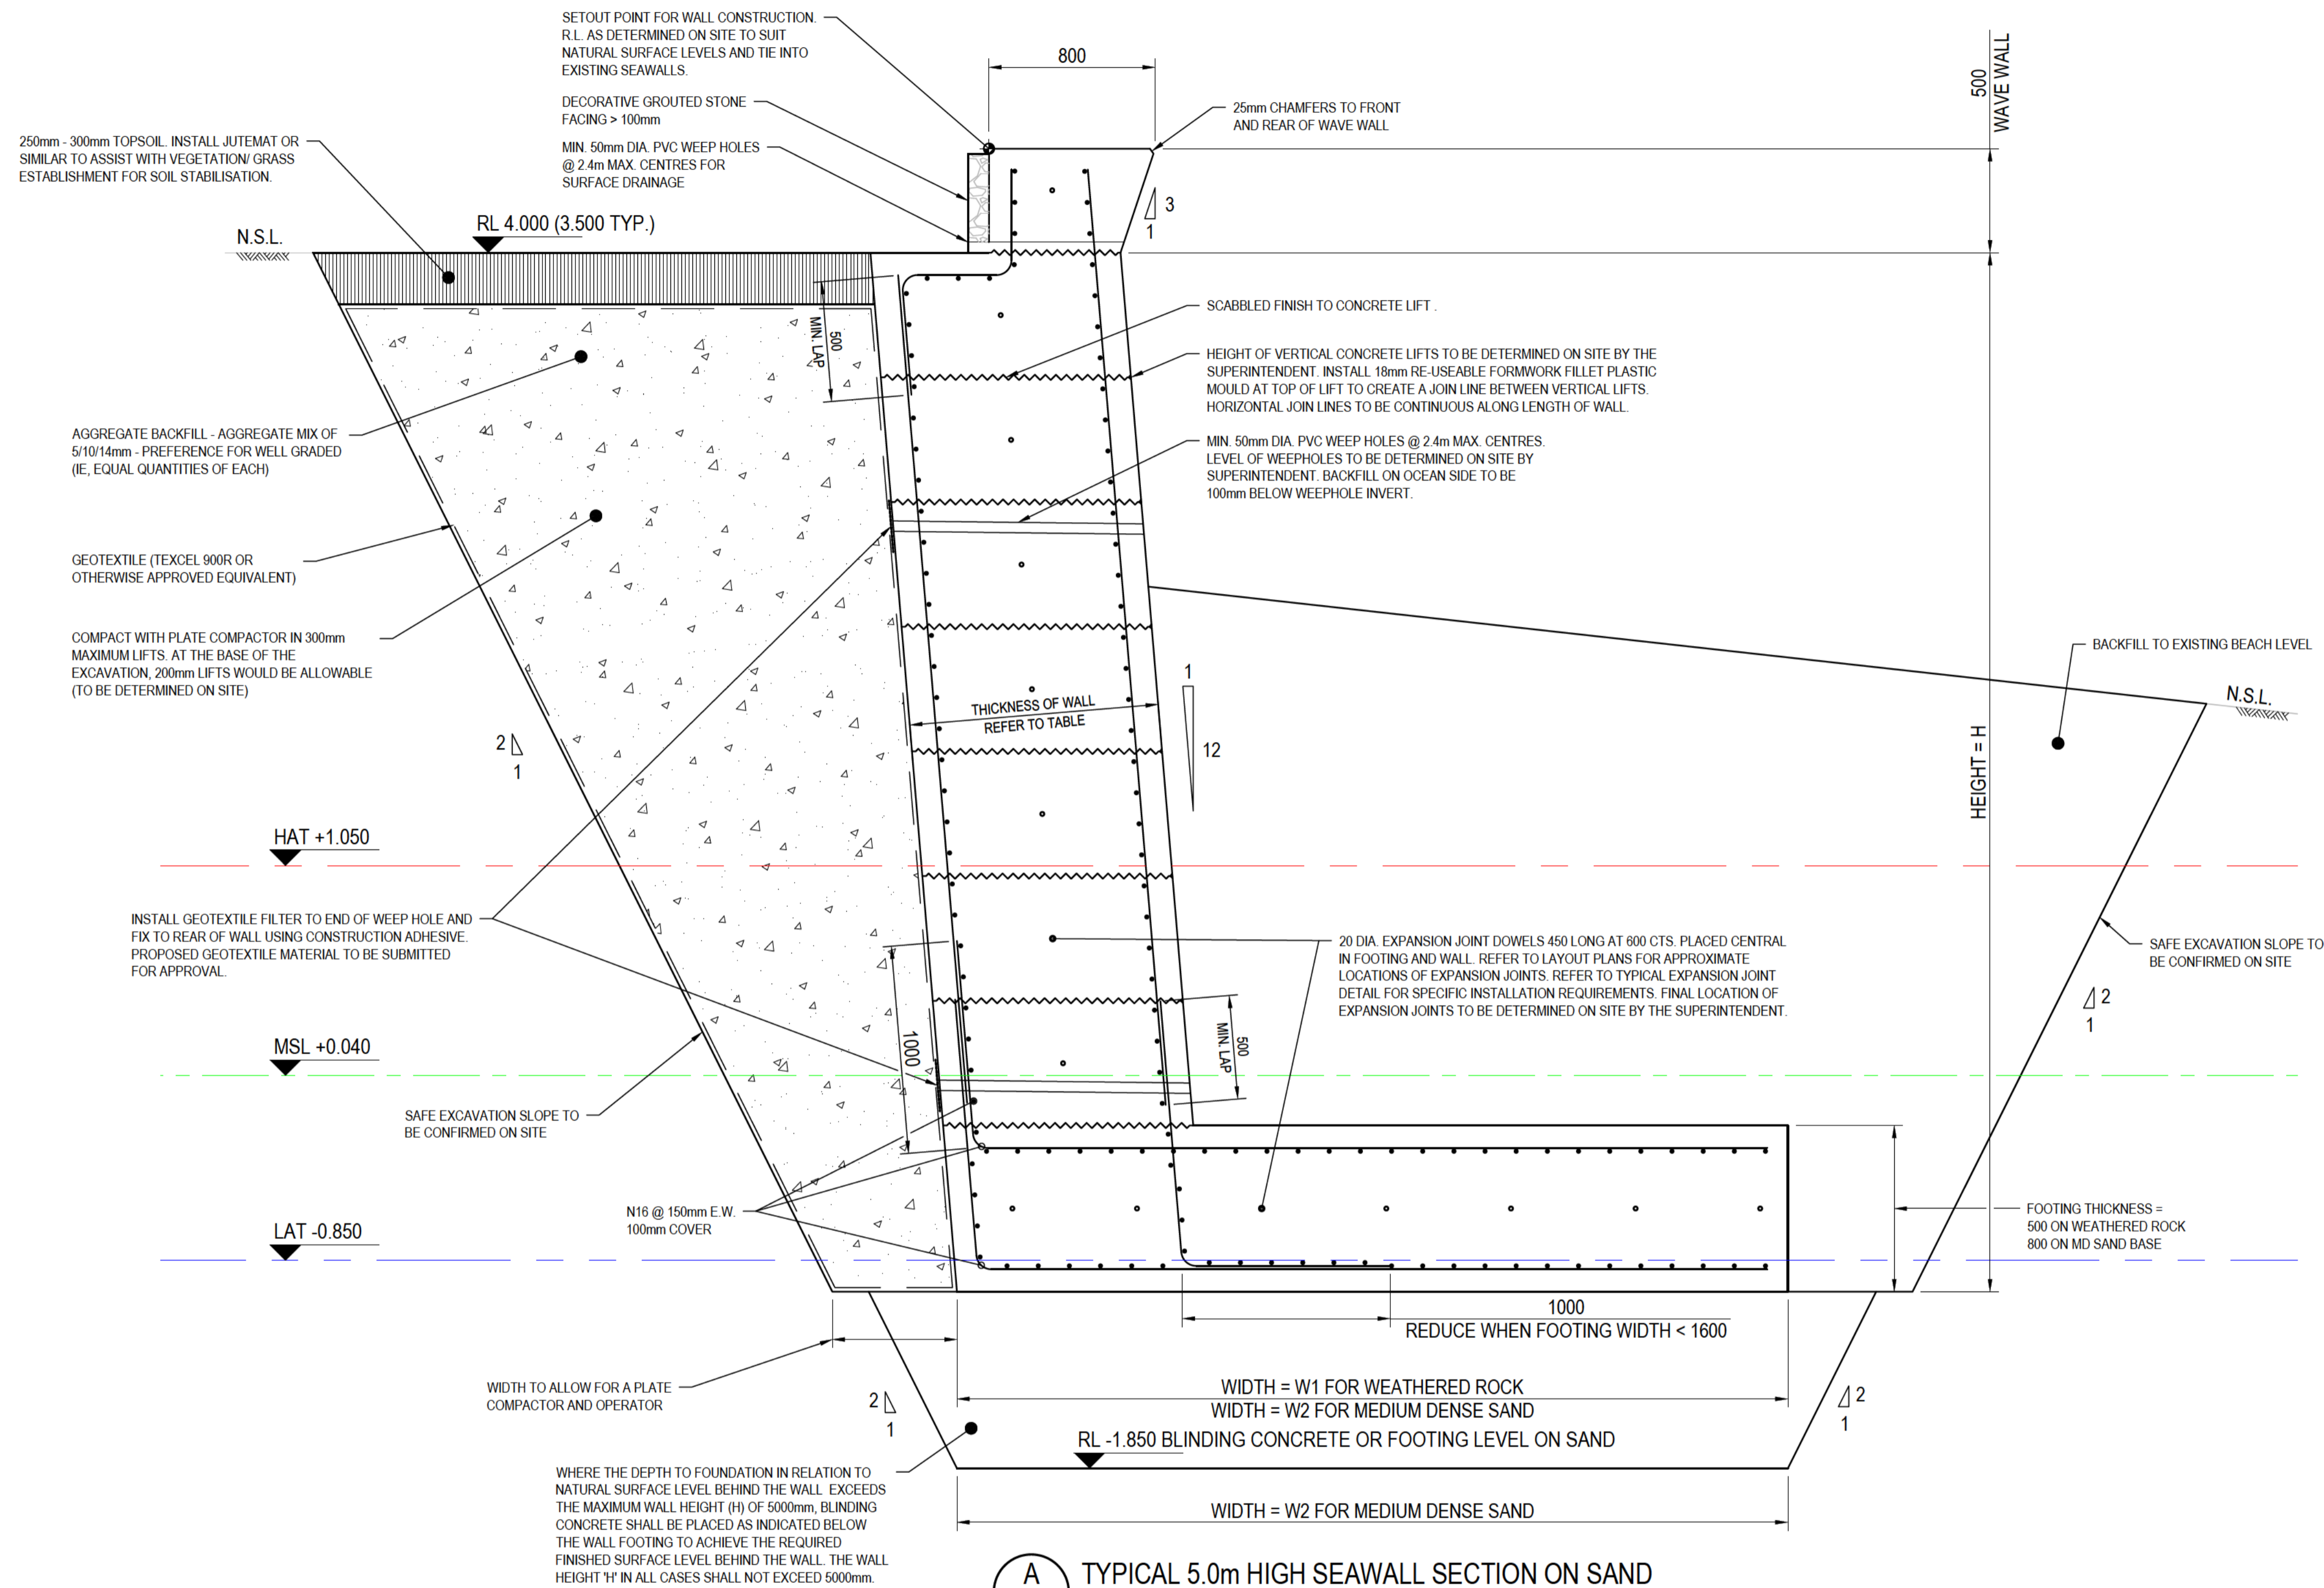 SETOUT POINT FOR WALL CONSTRUCTION.
R.L. AS DETERMINED ON SITE TO SUIT
NATURAL SURFACE LEVELS AND TIE INTO
EXISTING SEAWALLS.
DECORATIVE GROUTED STONE
FACING > 100mm
MIN. 50mm DIA. PVC WEEP HOLES
@ 2.4m MAX. CENTRES FOR
SURFACE DRAINAGE
800
25mm CHAMFERS TO FRONT
AND REAR OF WAVE WALL
500
WAVE WALL
250mm - 300mm TOPSOIL. INSTALL JUTEMAT OR
SIMILAR TO ASSIST WITH VEGETATION/ GRASS
ESTABLISHMENT FOR SOIL STABILISATION.
N.S.L.
RL 4.000 (3.500 TYP.)
3
1
500
MIN. LAP
SCABBLED FINISH TO CONCRETE LIFT .
HEIGHT OF VERTICAL CONCRETE LIFTS TO BE DETERMINED ON SITE BY THE
SUPERINTENDENT. INSTALL 18mm RE-USEABLE FORMWORK FILLET PLASTIC
MOULD AT TOP OF LIFT TO CREATE A JOIN LINE BETWEEN VERTICAL LIFTS.
HORIZONTAL JOIN LINES TO BE CONTINUOUS ALONG LENGTH OF WALL.
MIN. 50mm DIA. PVC WEEP HOLES @ 2.4m MAX. CENTRES.
LEVEL OF WEEPHOLES TO BE DETERMINED ON SITE BY
SUPERINTENDENT. BACKFILL ON OCEAN SIDE TO BE
100mm BELOW WEEPHOLE INVERT.
AGGREGATE BACKFILL - AGGREGATE MIX OF
5/10/14mm - PREFERENCE FOR WELL GRADED
(IE, EQUAL QUANTITIES OF EACH)
GEOTEXTILE (TEXCEL 900R OR
OTHERWISE APPROVED EQUIVALENT)
COMPACT WITH PLATE COMPACTOR IN 300mm
MAXIMUM LIFTS. AT THE BASE OF THE
EXCAVATION, 200mm LIFTS WOULD BE ALLOWABLE
(TO BE DETERMINED ON SITE)
BACKFILL TO EXISTING BEACH LEVEL
N.S.L.
THICKNESS OF WALL
REFER TO TABLE
1
12
2
1
HEIGHT = H
HAT +1.050
INSTALL GEOTEXTILE FILTER TO END OF WEEP HOLE AND
FIX TO REAR OF WALL USING CONSTRUCTION ADHESIVE.
PROPOSED GEOTEXTILE MATERIAL TO BE SUBMITTED
FOR APPROVAL.
20 DIA. EXPANSION JOINT DOWELS 450 LONG AT 600 CTS. PLACED CENTRAL
IN FOOTING AND WALL. REFER TO LAYOUT PLANS FOR APPROXIMATE
LOCATIONS OF EXPANSION JOINTS. REFER TO TYPICAL EXPANSION JOINT
DETAIL FOR SPECIFIC INSTALLATION REQUIREMENTS. FINAL LOCATION OF
EXPANSION JOINTS TO BE DETERMINED ON SITE BY THE SUPERINTENDENT.
SAFE EXCAVATION SLOPE TO
BE CONFIRMED ON SITE
2
1
1000
500
MIN. LAP
MSL +0.040
SAFE EXCAVATION SLOPE TO
BE CONFIRMED ON SITE
N16 @ 150mm E.W.
100mm COVER
LAT -0.850
FOOTING THICKNESS =
500 ON WEATHERED ROCK
800 ON MD SAND BASE
1000
REDUCE WHEN FOOTING WIDTH < 1600
WIDTH TO ALLOW FOR A PLATE
COMPACTOR AND OPERATOR
2
1
WIDTH = W1 FOR WEATHERED ROCK
WIDTH = W2 FOR MEDIUM DENSE SAND
2
1
RL -1.850 BLINDING CONCRETE OR FOOTING LEVEL ON SAND
WHERE THE DEPTH TO FOUNDATION IN RELATION TO
NATURAL SURFACE LEVEL BEHIND THE WALL EXCEEDS
THE MAXIMUM WALL HEIGHT (H) OF 5000mm, BLINDING
CONCRETE SHALL BE PLACED AS INDICATED BELOW
THE WALL FOOTING TO ACHIEVE THE REQUIRED
FINISHED SURFACE LEVEL BEHIND THE WALL. THE WALL
HEIGHT 'H' IN ALL CASES SHALL NOT EXCEED 5000mm.
WIDTH = W2 FOR MEDIUM DENSE SAND
A
TYPICAL 5.0m HIGH SEAWALL SECTION ON SAND